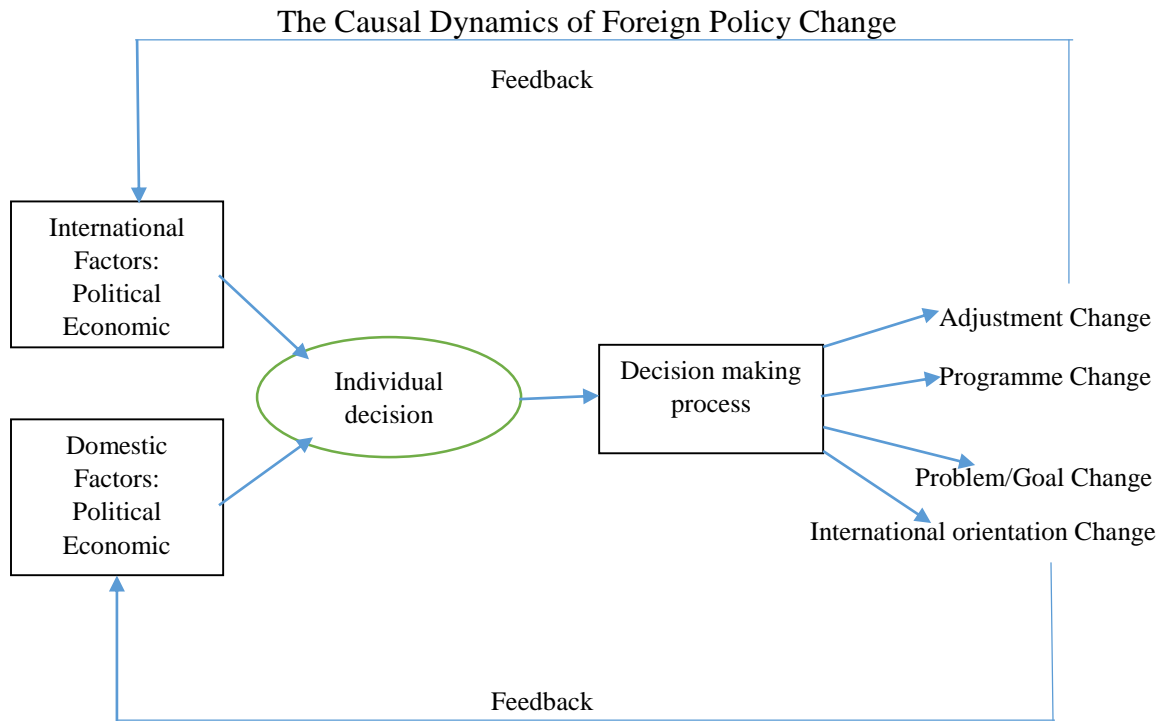 The Causal Dynamics of Foreign Policy Change
Feedback
International
Factors:
Political
Economic
Domestic
Factors:
Political
Economic
Individual
decision
Decision making
process
Adjustment Change
Programme Change
Problem/Goal Change
International orientation Change
Feedback